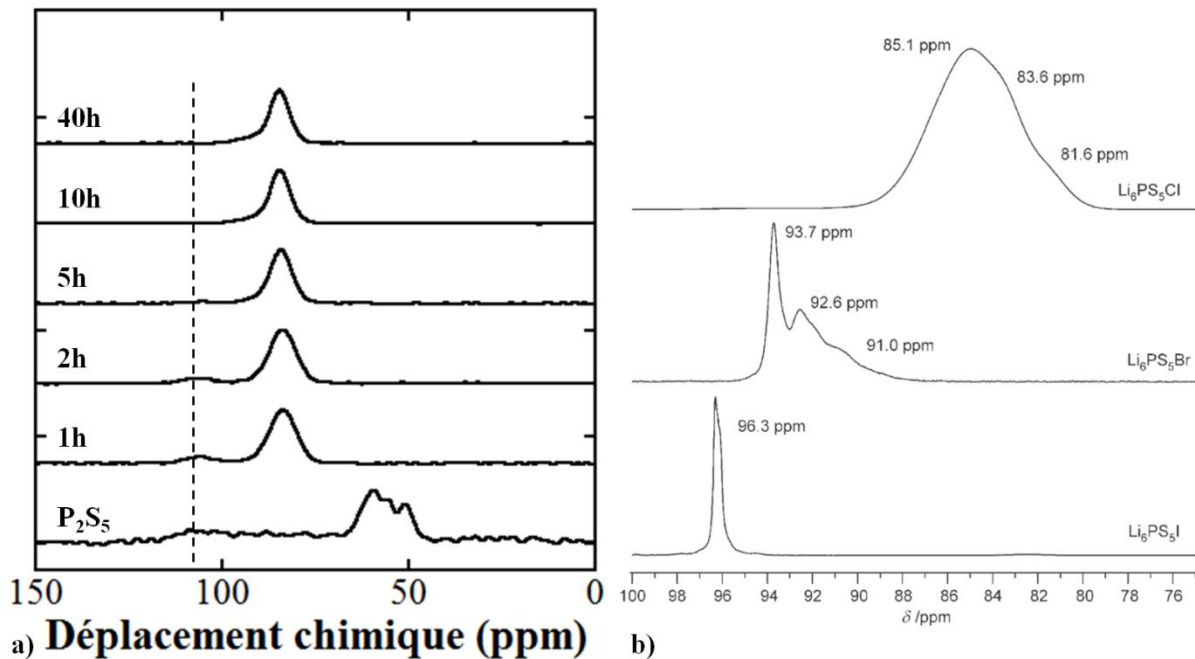 40h
10h
5h
2h
1h
P₂S₅
150
100
50
0
a) Déplacement chimique (ppm)
85.1 ppm
83.6 ppm
81.6 ppm
Li₆PS₅Cl
93.7 ppm
92.6 ppm
91.0 ppm
Li₆PS₅Br
96.3 ppm
Li₆PS₅I
100 98 96 94 92 90 88 86 84 82 80 78 76
δ /ppm
b)